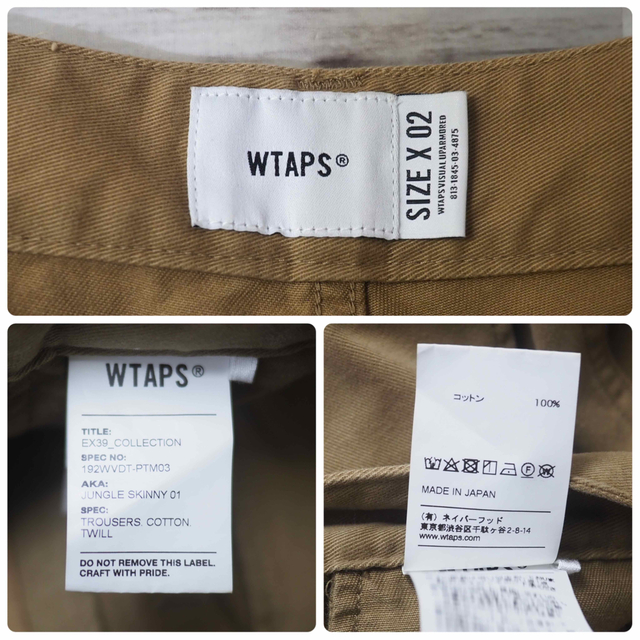 WTAPS®
SIZE X 02
WTAPSVISUALUPARMORED
813-1845-03-4875
WTAPS®
TITLE:
EX39_COLLECTION
SPEC NO:
192WVDT-PTM03
AKA:
JUNGLE SKINNY 01
SPEC:
TROUSERS. COTTON.
TWILL
DO NOT REMOVE THIS LABEL.
CRAFT WITH PRIDE.
コットン 100%
MADE IN JAPAN
(有) ネイバーフッド
東京都渋谷区千駄ヶ谷2-8-14
www.wtaps.com